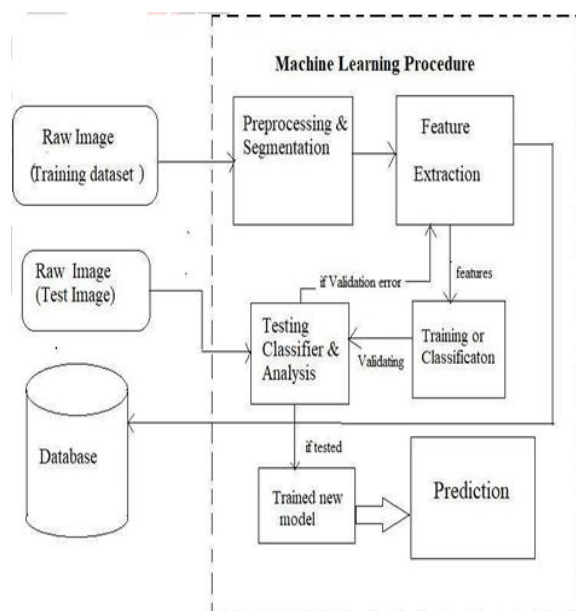 Machine Learning Procedure
Raw Image
(Training dataset )
Preprocessing &
Segmentation
Feature
Extraction
Raw Image
(Test Image)
if Validation error
features
Testing
Classifier &
Analysis
Validating
Training or
Classificaton
Database
if tested
Trained new
model
Prediction